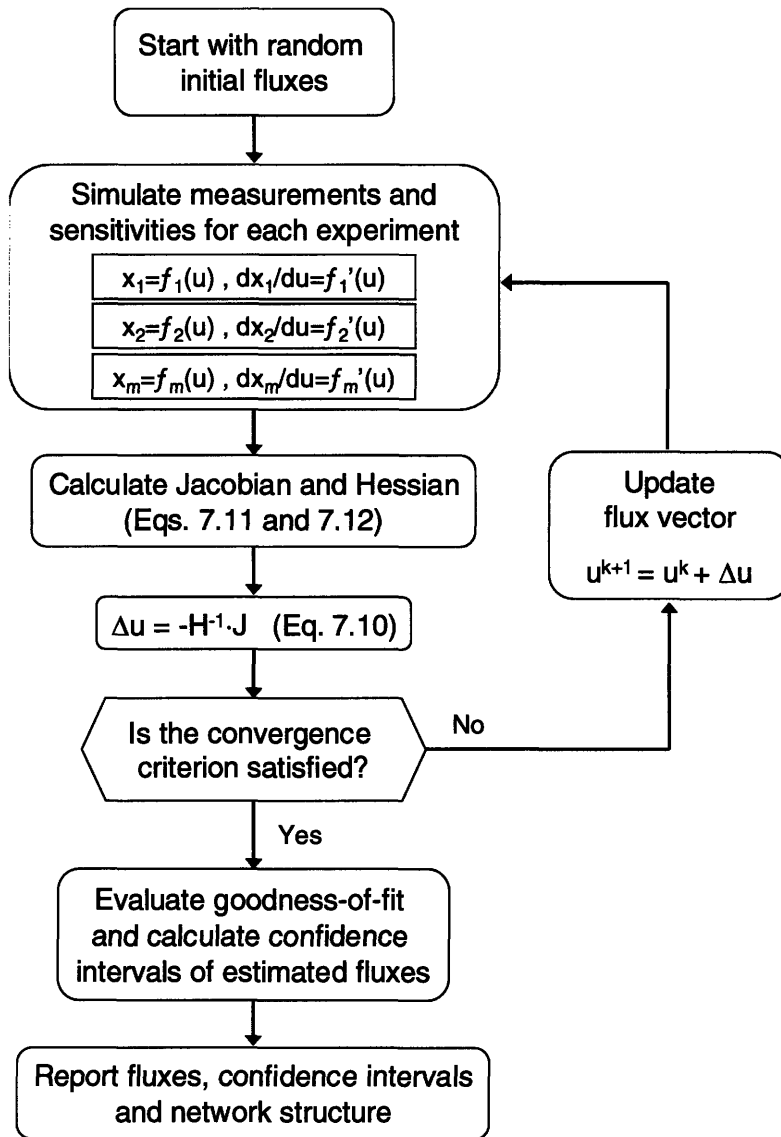 Start with random
initial fluxes
Simulate measurements and
sensitivities for each experiment
x₁=f₁(u) , dx₁/du=f₁’(u)
x₂=f₂(u) , dx₂/du=f₂’(u)
xₘ=fₘ(u) , dxₘ/du=fₘ’(u)
Calculate Jacobian and Hessian
(Eqs. 7.11 and 7.12)
Δu = -H⁻¹·J (Eq. 7.10)
Is the convergence
criterion satisfied?
No
Update
flux vector
uᵏ⁺¹ = uᵏ + Δu
Yes
Evaluate goodness-of-fit
and calculate confidence
intervals of estimated fluxes
Report fluxes, confidence intervals
and network structure